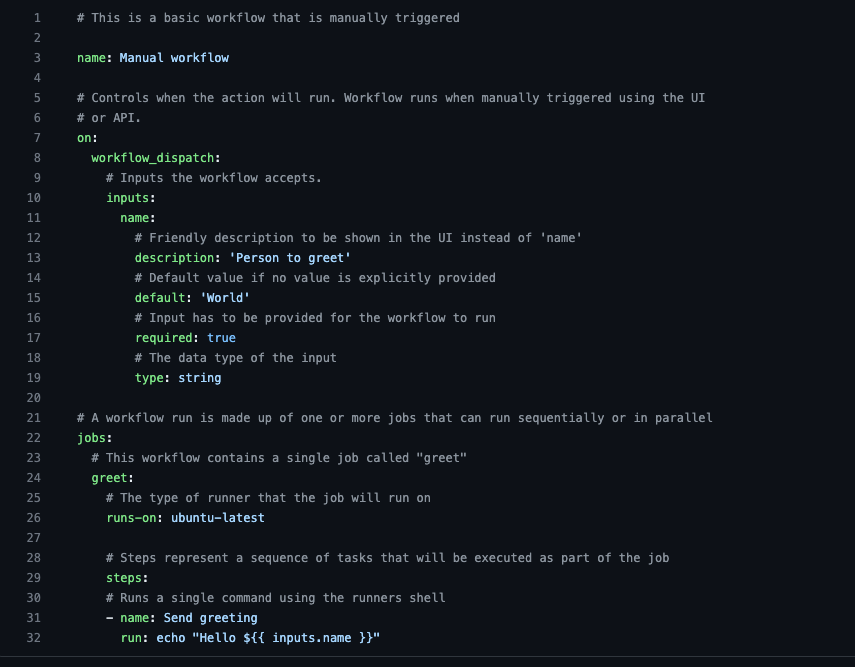 1 # This is a basic workflow that is manually triggered
2
3 name: Manual workflow
4
5 # Controls when the action will run. Workflow runs when manually triggered using the UI
6 # or API.
7 on:
8   workflow_dispatch:
9     # Inputs the workflow accepts.
10     inputs:
11       name:
12         # Friendly description to be shown in the UI instead of 'name'
13         description: 'Person to greet'
14         # Default value if no value is explicitly provided
15         default: 'World'
16         # Input has to be provided for the workflow to run
17         required: true
18         # The data type of the input
19         type: string
20
21 # A workflow run is made up of one or more jobs that can run sequentially or in parallel
22 jobs:
23   # This workflow contains a single job called "greet"
24   greet:
25     # The type of runner that the job will run on
26     runs-on: ubuntu-latest
27
28     # Steps represent a sequence of tasks that will be executed as part of the job
29     steps:
30     # Runs a single command using the runners shell
31     - name: Send greeting
32       run: echo "Hello ${{ inputs.name }}"